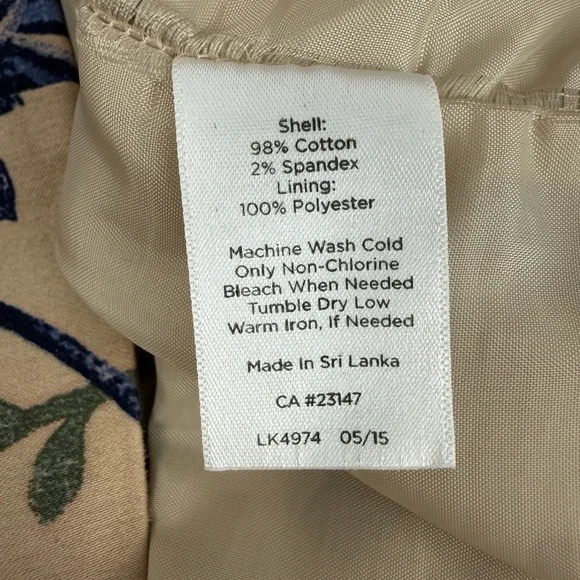 Shell:
98% Cotton
2% Spandex
Lining:
100% Polyester
Machine Wash Cold
Only Non-Chlorine
Bleach When Needed
Tumble Dry Low
Warm Iron, If Needed
Made In Sri Lanka
CA #23147
LK4974 05/15